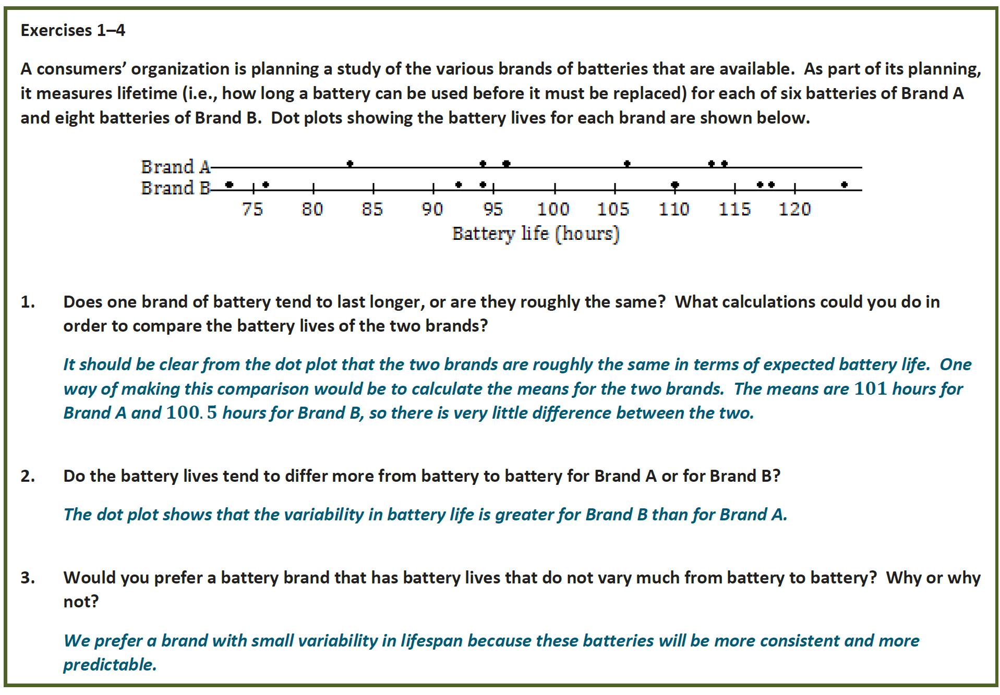 Exercises 1–4
A consumers’ organization is planning a study of the various brands of batteries that are available.  As part of its planning,
it measures lifetime (i.e., how long a battery can be used before it must be replaced) for each of six batteries of Brand A
and eight batteries of Brand B.  Dot plots showing the battery lives for each brand are shown below.
Brand A
Brand B
75 80 85 90 95 100 105 110 115 120
Battery life (hours)
1. Does one brand of battery tend to last longer, or are they roughly the same?  What calculations could you do in
order to compare the battery lives of the two brands?
It should be clear from the dot plot that the two brands are roughly the same in terms of expected battery life.  One
way of making this comparison would be to calculate the means for the two brands.  The means are 101 hours for
Brand A and 100.5 hours for Brand B, so there is very little difference between the two.
2. Do the battery lives tend to differ more from battery to battery for Brand A or for Brand B?
The dot plot shows that the variability in battery life is greater for Brand B than for Brand A.
3. Would you prefer a battery brand that has battery lives that do not vary much from battery to battery?  Why or why
not?
We prefer a brand with small variability in lifespan because these batteries will be more consistent and more
predictable.